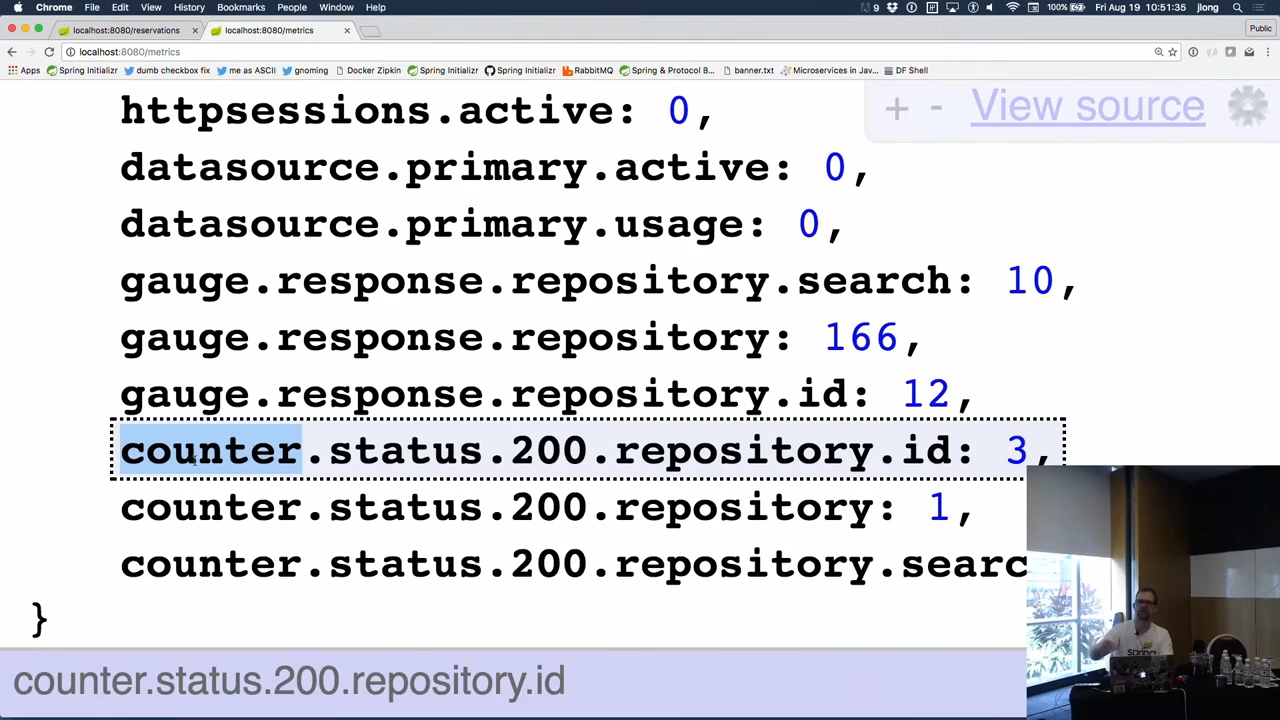 Chrome File Edit View History Bookmarks People Window Help 9 100% Fri Aug 19 10:51:35 jlong
localhost:8080/reservations × localhost:8080/metrics × Public
localhost:8080/metrics
Apps Spring Initializr dumb checkbox fix me as ASCII gnoming Docker Zipkin Spring Initializr Spring Initializr RabbitMQ Spring & Protocol B... banner.txt Microservices in Jav... DF Shell
+ - View source
httpsessions.active: 0,
datasource.primary.active: 0,
datasource.primary.usage: 0,
gauge.response.repository.search: 10,
gauge.response.repository: 166,
gauge.response.repository.id: 12,
counter.status.200.repository.id: 3,
counter.status.200.repository: 1,
counter.status.200.repository.searc
}
counter.status.200.repository.id
spring